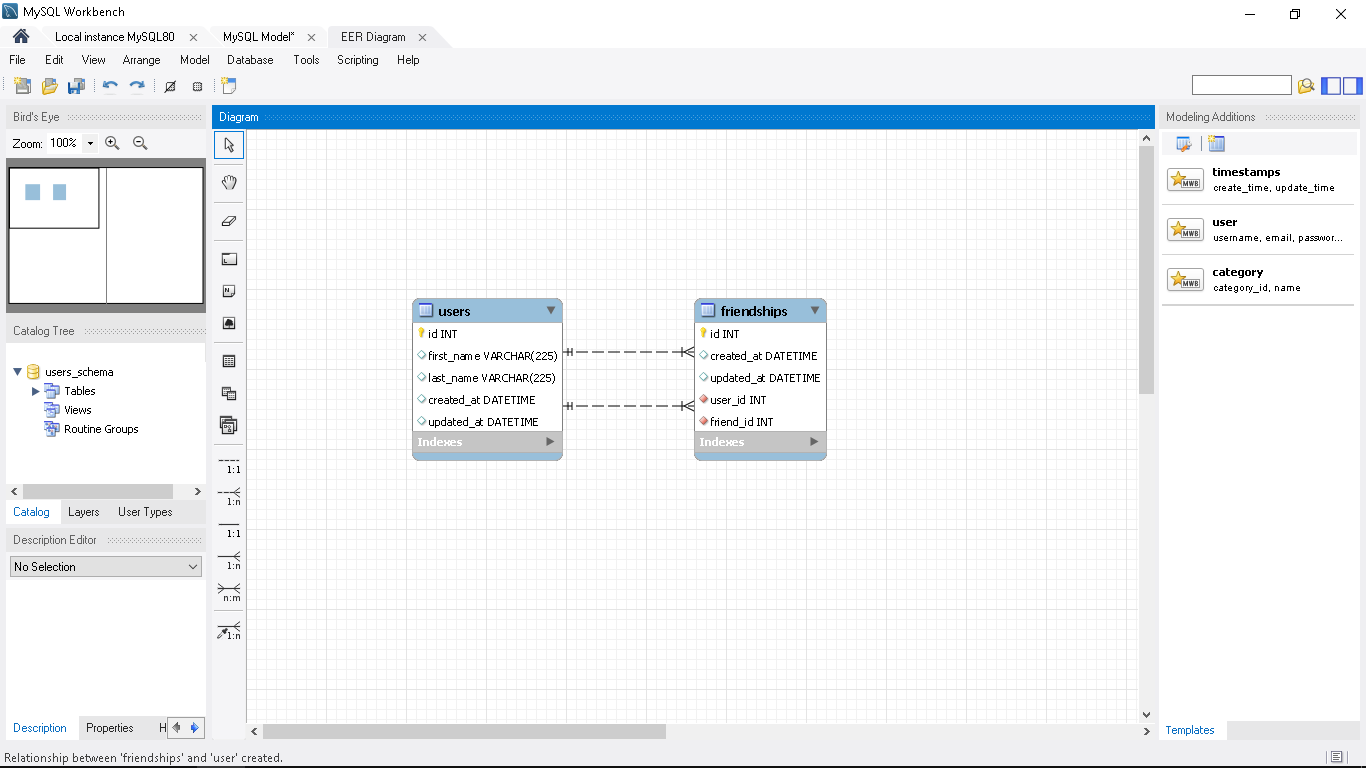 MySQL Workbench
Local instance MySQL80
MySQL Model*
EER Diagram
File Edit View Arrange Model Database Tools Scripting Help
Bird's Eye
Zoom: 100%
Catalog Tree
users_schema
Tables
Views
Routine Groups
Catalog Layers User Types
Description Editor
No Selection
Description Properties H
Diagram
1:1
1:n
1:1
1:n
n:m
1:n
users
id INT
first_name VARCHAR(225)
last_name VARCHAR(225)
created_at DATETIME
updated_at DATETIME
Indexes
friendships
id INT
created_at DATETIME
updated_at DATETIME
user_id INT
friend_id INT
Indexes
Modeling Additions
MWB
timestamps
create_time, update_time
MWB
user
username, email, passwor...
MWB
category
category_id, name
Templates
Relationship between 'friendships' and 'user' created.